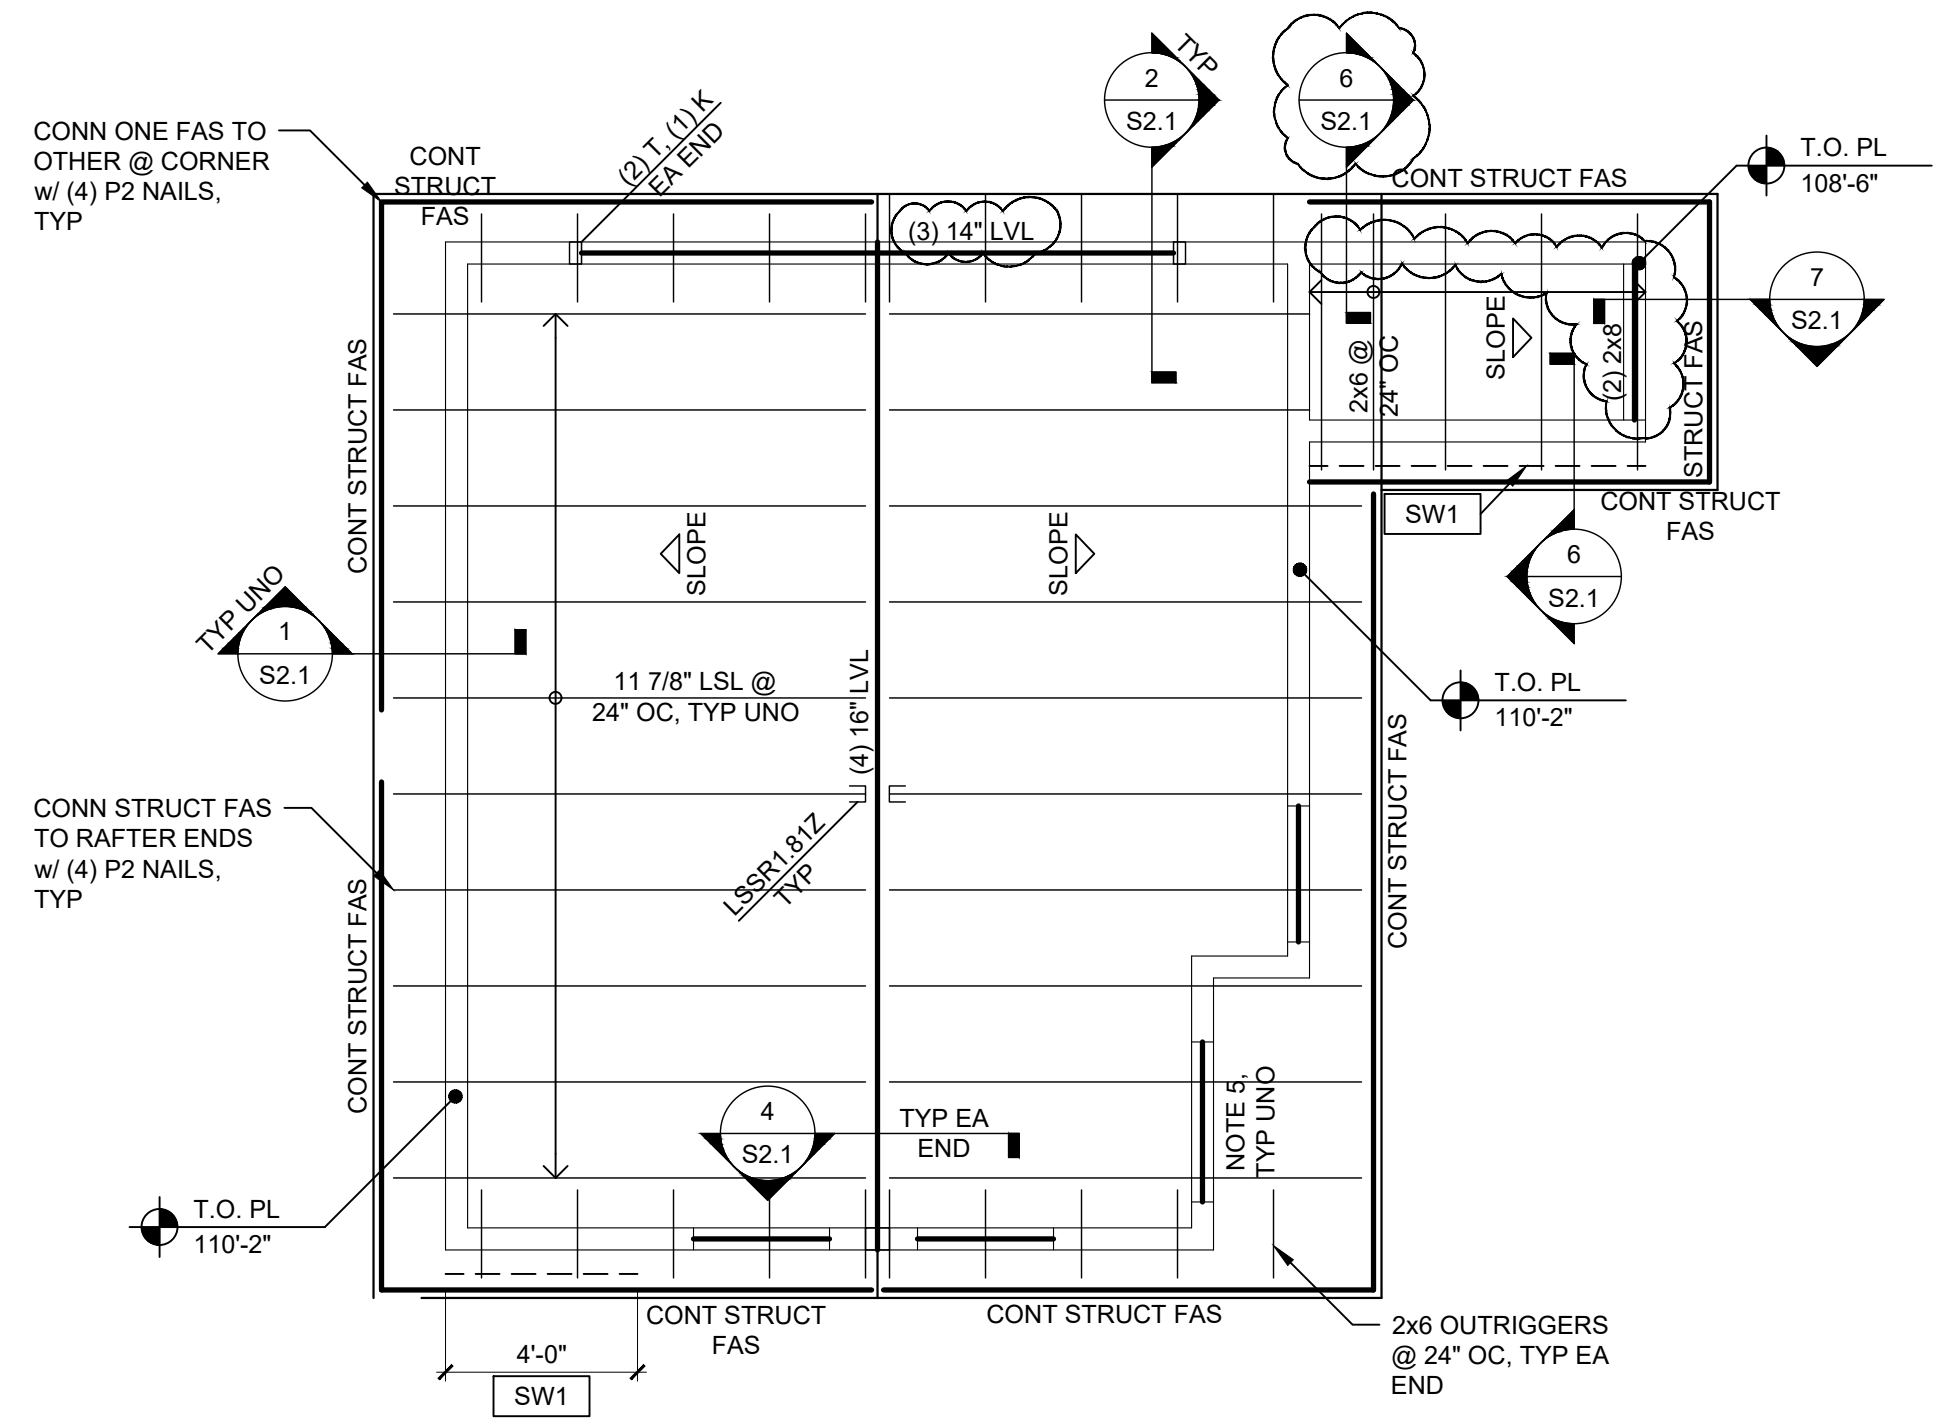 CONN ONE FAS TO
OTHER @ CORNER
w/ (4) P2 NAILS,
TYP
CONT
STRUCT
FAS
(2) T, (1) K
EA END
2
S2.1
TYP
6
S2.1
CONT STRUCT FAS
T.O. PL
108'-6"
(3) 14" LVL
7
S2.1
SLOPE
2x6 @
24" OC
(2) 2x8
STRUCT FAS
CONT STRUCT FAS
SW1
CONT STRUCT
FAS
SLOPE
SLOPE
6
S2.1
TYP UNO
1
S2.1
11 7/8" LSL @
24" OC, TYP UNO
(4) 16" LVL
T.O. PL
110'-2"
CONT STRUCT FAS
CONN STRUCT FAS
TO RAFTER ENDS
w/ (4) P2 NAILS,
TYP
LSSR1.81Z
TYP
CONT STRUCT FAS
4
S2.1
TYP EA
END
NOTE 5,
TYP UNO
T.O. PL
110'-2"
CONT STRUCT
FAS
CONT STRUCT FAS
2x6 OUTRIGGERS
@ 24" OC, TYP EA
END
4'-0"
SW1